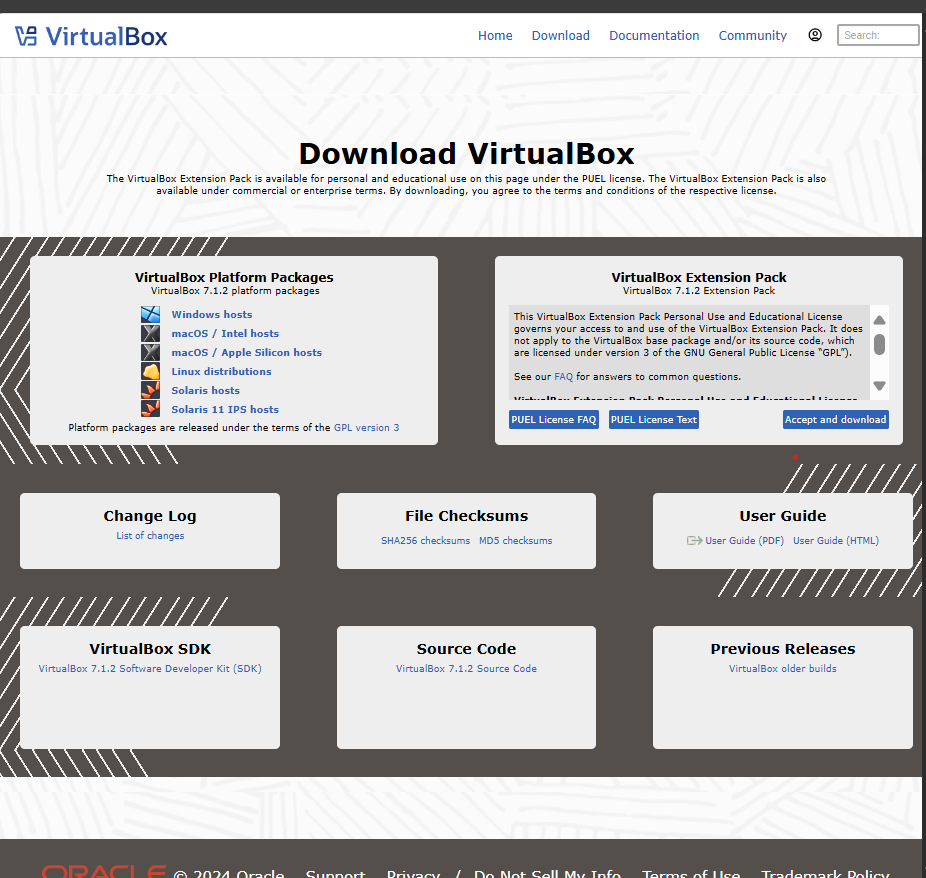 VirtualBox
Home Download Documentation Community Search:
Download VirtualBox
The VirtualBox Extension Pack is available for personal and educational use on this page under the PUEL license. The VirtualBox Extension Pack is also
available under commercial or enterprise terms. By downloading, you agree to the terms and conditions of the respective license.
VirtualBox Platform Packages
VirtualBox 7.1.2 platform packages
Windows hosts
macOS / Intel hosts
macOS / Apple Silicon hosts
Linux distributions
Solaris hosts
Solaris 11 IPS hosts
Platform packages are released under the terms of the GPL version 3
VirtualBox Extension Pack
VirtualBox 7.1.2 Extension Pack
This VirtualBox Extension Pack Personal Use and Educational License
governs your access to and use of the VirtualBox Extension Pack. It does
not apply to the VirtualBox base package and/or its source code, which
are licensed under version 3 of the GNU General Public License “GPL”).
See our FAQ for answers to common questions.
VirtualBox Extension Pack Personal Use and Educational License
PUEL License FAQ PUEL License Text Accept and download
Change Log
List of changes
File Checksums
SHA256 checksums MD5 checksums
User Guide
User Guide (PDF) User Guide (HTML)
VirtualBox SDK
VirtualBox 7.1.2 Software Developer Kit (SDK)
Source Code
VirtualBox 7.1.2 Source Code
Previous Releases
VirtualBox older builds
ORACLE © 2024 Oracle Support Privacy / Do Not Sell My Info Terms of Use Trademark Policy